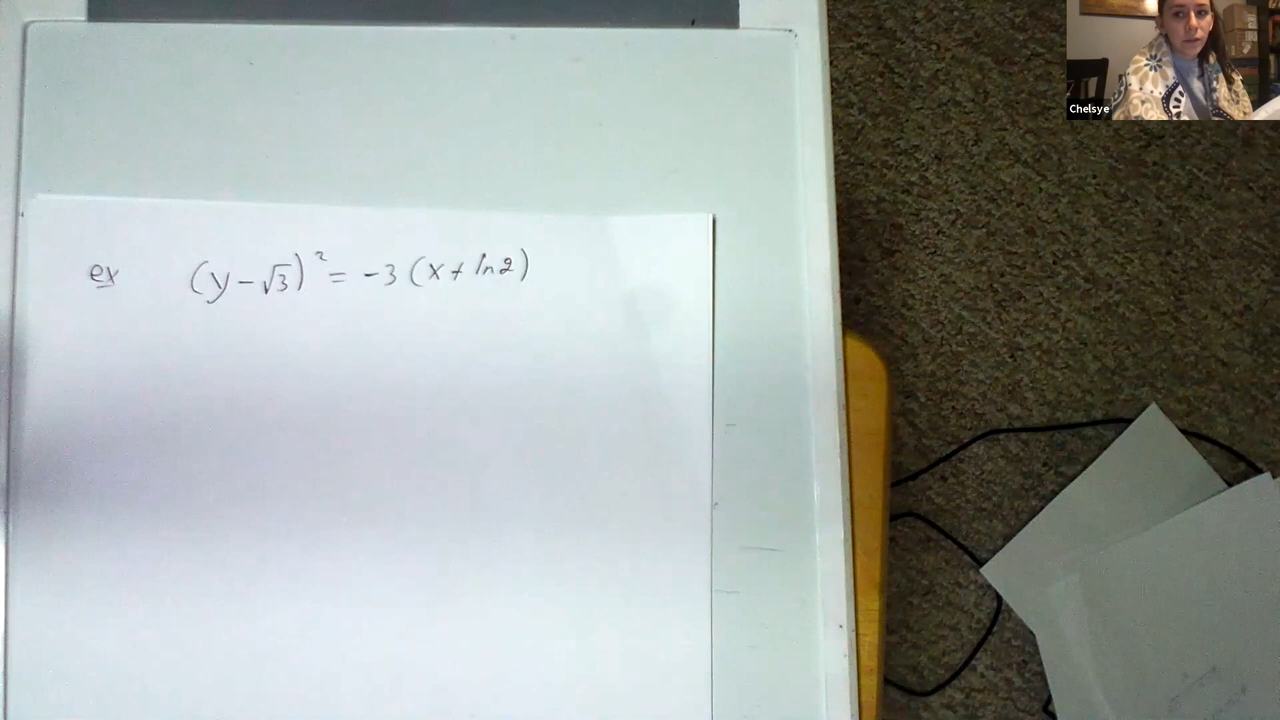 ex (y-√3)² = -3 (x + ln2)
Chelsye